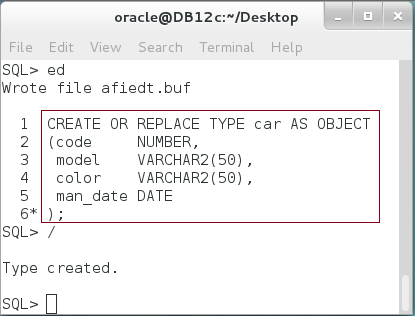 oracle@DB12c:~/Desktop
File Edit View Search Terminal Help
SQL> ed
Wrote file afiedt.buf
1 CREATE OR REPLACE TYPE car AS OBJECT
2 (code NUMBER,
3 model VARCHAR2(50),
4 color VARCHAR2(50),
5 man_date DATE
6* );
SQL> /
Type created.
SQL>